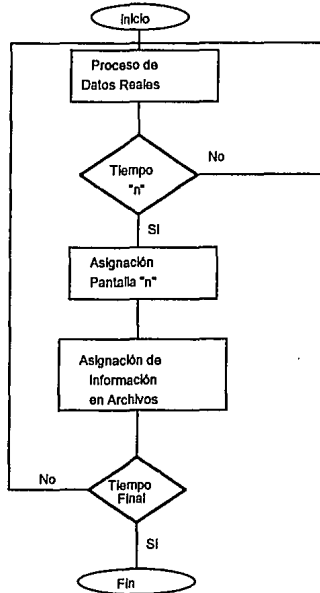 Inicio
Proceso de
Datos Reales
Tiempo
"n"
No
SI
Asignación
Pantalla "n"
Asignación de
Información
en Archivos
No
Tiempo
Final
SI
Fin